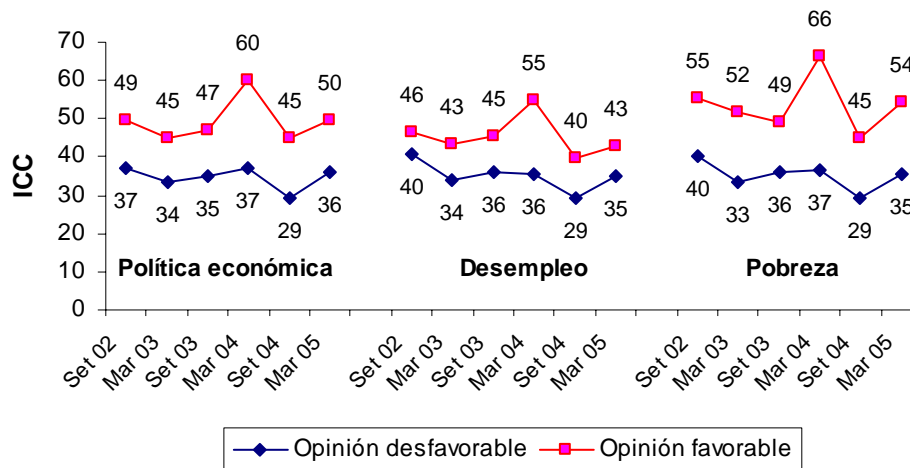 70
60
50
40
30
20
10
0
ICC
49 45 47 60 45 50
37 34 35 37 29 36
Política económica
46 43 45 55 40 43
40 34 36 36 29 35
Desempleo
55 52 49 66 45 54
40 33 36 37 29 35
Pobreza
Set 02 Mar 03 Set 03 Mar 04 Set 04 Mar 05
Set 02 Mar 03 Set 03 Mar 04 Set 04 Mar 05
Set 02 Mar 03 Set 03 Mar 04 Set 04 Mar 05
Opinión desfavorable Opinión favorable